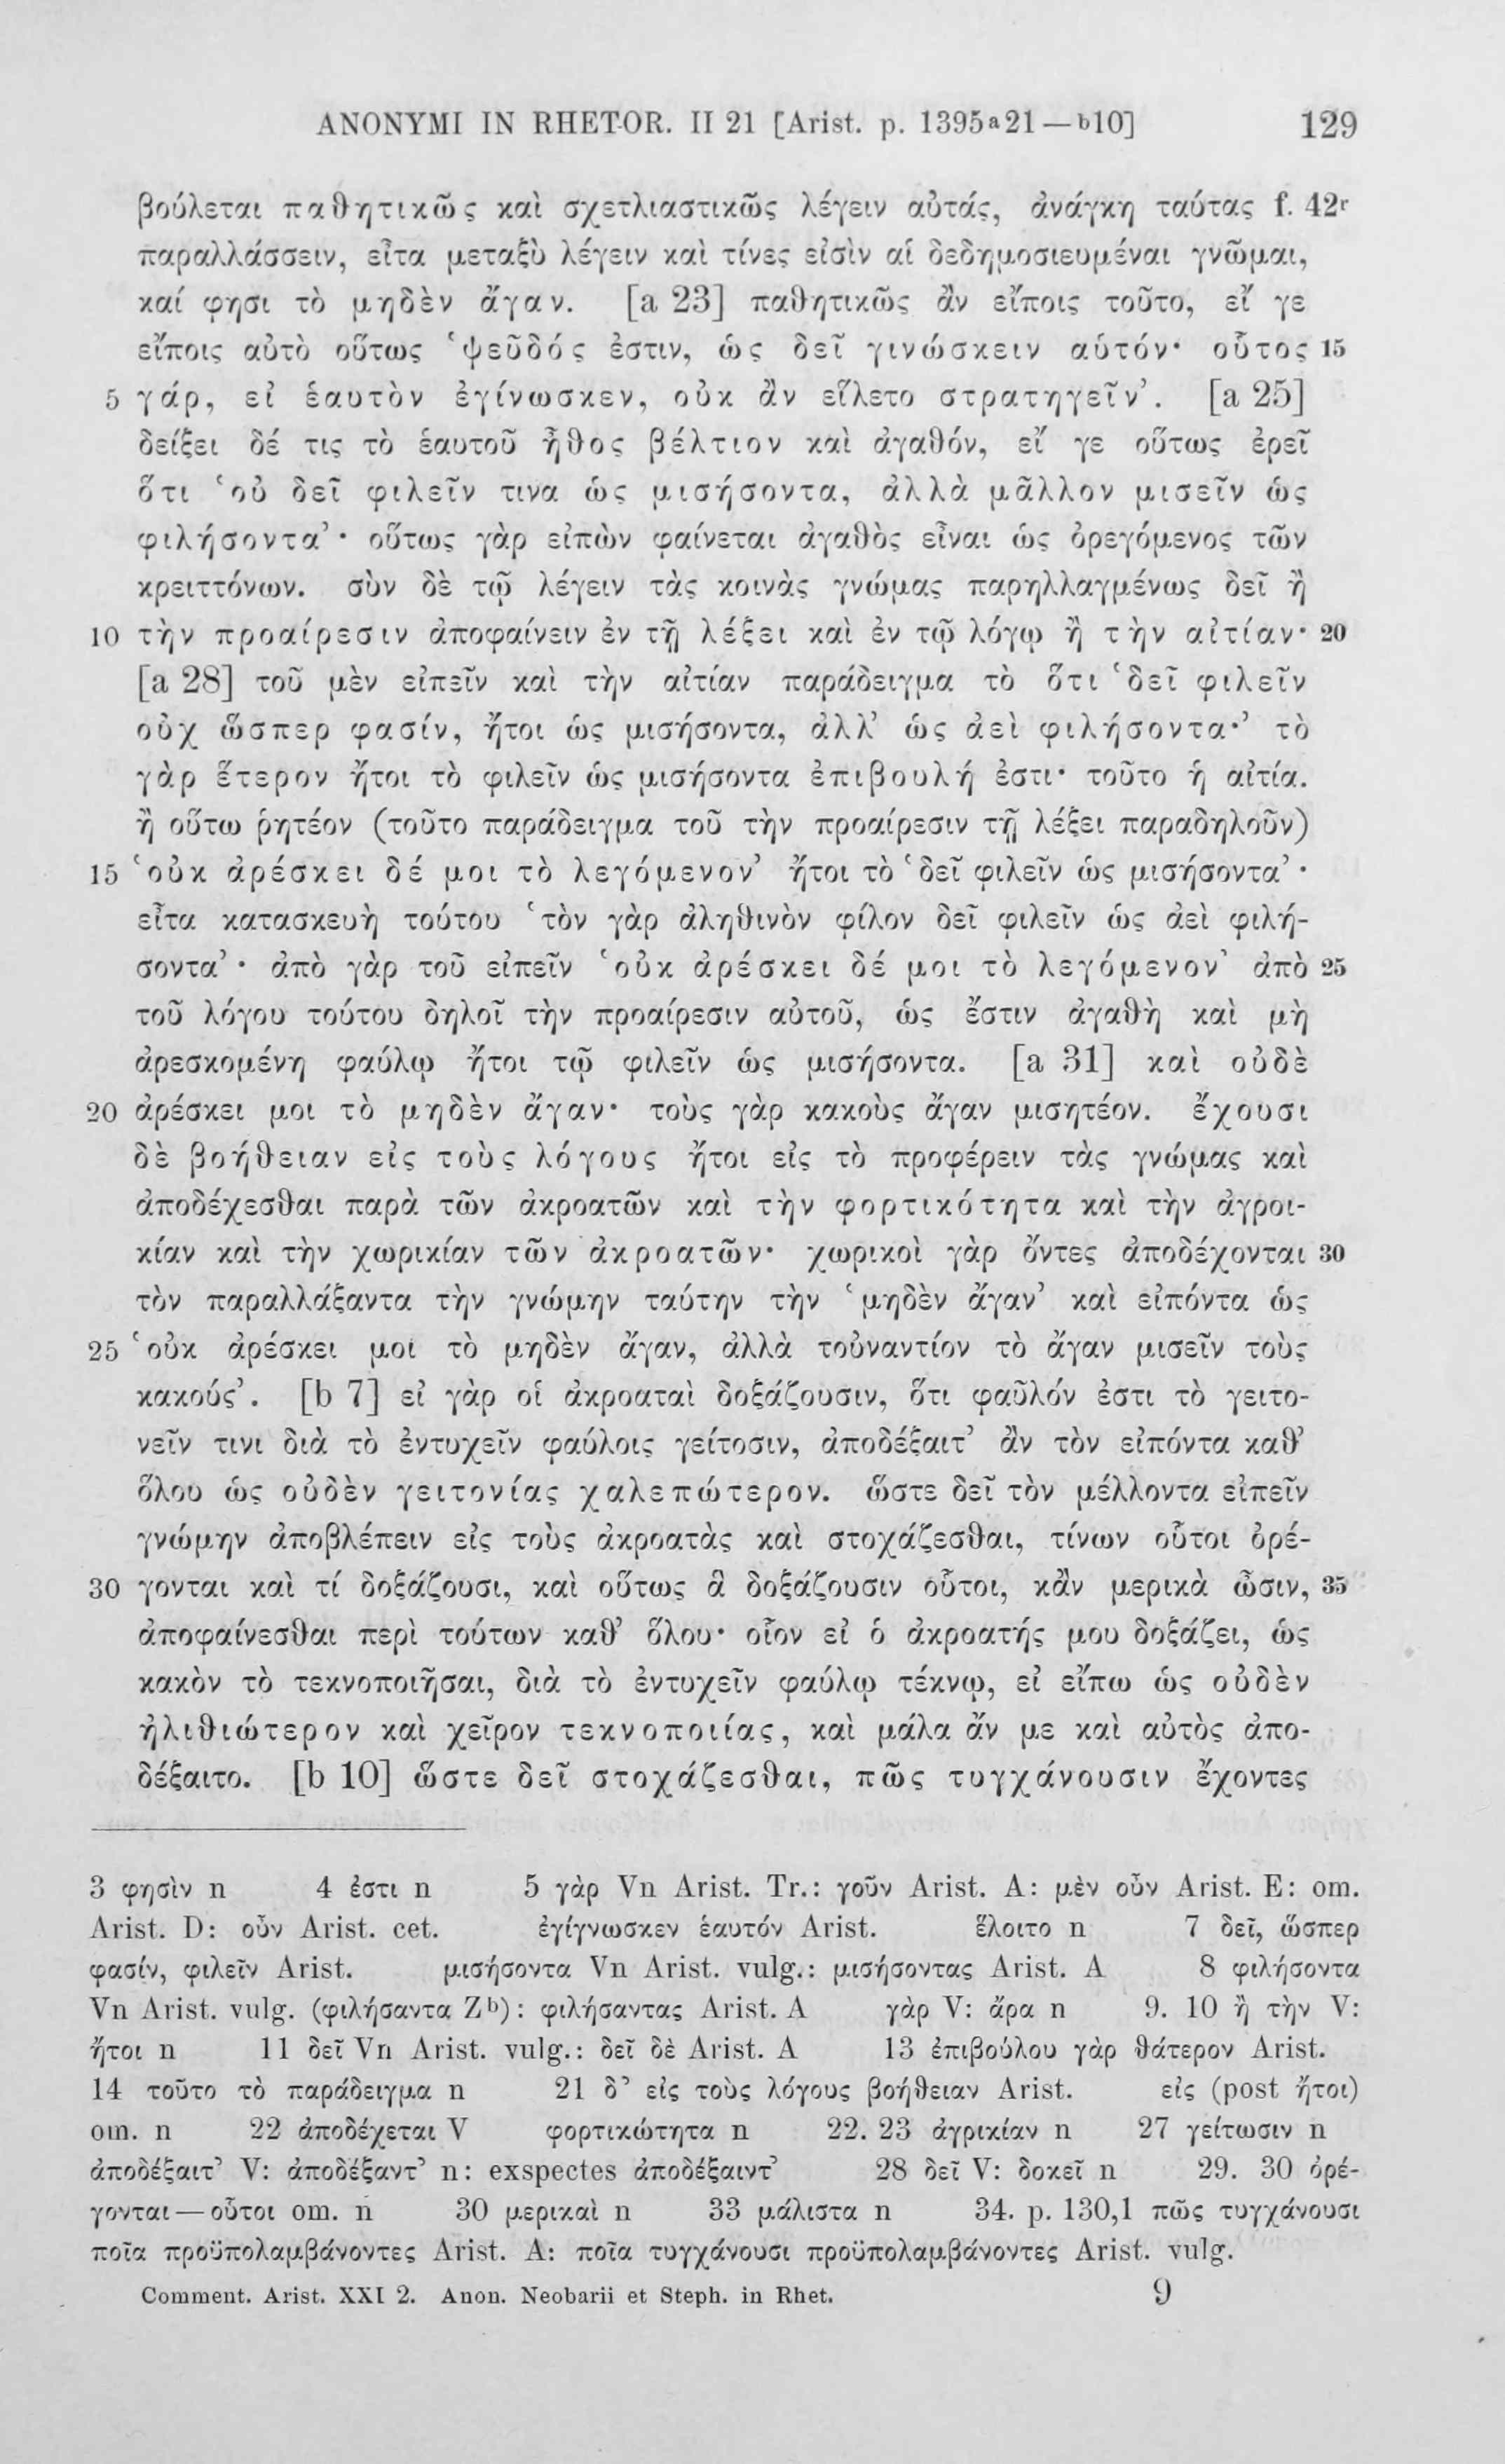 ANONYMI IN RHETOR. II 21 [Arist. p. 1395a21—b10] 129
βούλεται παθητικῶς καὶ σχετλιαστικῶς λέγειν αὐτάς, ἀνάγκη ταύτας f. 42r
παραλλάσσειν, εἶτα μεταξὺ λέγειν καὶ τίνες εἰσὶν αἱ δεδημοσιευμέναι γνῶμαι,
καί φησι τὸ μηδὲν ἄγαν. [a 23] παθητικῶς ἂν εἴποις τοῦτο, εἴ γε
εἴποις αὐτὸ οὕτως ‘ψεῦδός ἐστιν, ὡς δεῖ γινώσκειν αὑτόν· οὗτος 15
5 γάρ, εἰ ἑαυτὸν ἐγίνωσκεν, οὐκ ἂν εἵλετο στρατηγεῖν’. [a 25]
δείξει δέ τις τὸ ἑαυτοῦ ἦθος βέλτιον καὶ ἀγαθόν, εἴ γε οὕτως ἐρεῖ
ὅτι ‘οὐ δεῖ φιλεῖν τινα ὡς μισήσοντα, ἀλλὰ μᾶλλον μισεῖν ὡς
φιλήσοντα’· οὕτως γὰρ εἰπὼν φαίνεται ἀγαθὸς εἶναι ὡς ὀρεγόμενος τῶν
κρειττόνων. σὺν δὲ τῷ λέγειν τὰς κοινὰς γνώμας παρηλλαγμένως δεῖ ἢ
10 τὴν προαίρεσιν ἀποφαίνειν ἐν τῇ λέξει καὶ ἐν τῷ λόγῳ ἢ τὴν αἰτίαν· 20
[a 28] τοῦ μὲν εἰπεῖν καὶ τὴν αἰτίαν παράδειγμα τὸ ὅτι ‘δεῖ φιλεῖν
οὐχ ὥσπερ φασίν, ἤτοι ὡς μισήσοντα, ἀλλ’ ὡς ἀεὶ φιλήσοντα·’ τὸ
γὰρ ἕτερον ἤτοι τὸ φιλεῖν ὡς μισήσοντα ἐπιβουλή ἐστι· τοῦτο ἡ αἰτία.
ἢ οὕτω ῥητέον (τοῦτο παράδειγμα τοῦ τὴν προαίρεσιν τῇ λέξει παραδηλοῦν)
15 ‘οὐκ ἀρέσκει δέ μοι τὸ λεγόμενον’ ἤτοι τὸ ‘δεῖ φιλεῖν ὡς μισήσοντα’·
εἶτα κατασκευὴ τούτου ‘τὸν γὰρ ἀληθινὸν φίλον δεῖ φιλεῖν ὡς ἀεὶ φιλή-
σοντα’· ἀπὸ γὰρ τοῦ εἰπεῖν ‘οὐκ ἀρέσκει δέ μοι τὸ λεγόμενον’ ἀπὸ 25
τοῦ λόγου τούτου δηλοῖ τὴν προαίρεσιν αὐτοῦ, ὡς ἔστιν ἀγαθὴ καὶ μὴ
ἀρεσκομένη φαύλῳ ἤτοι τῷ φιλεῖν ὡς μισήσοντα. [a 31] καὶ οὐδὲ
20 ἀρέσκει μοι τὸ μηδὲν ἄγαν· τοὺς γὰρ κακοὺς ἄγαν μισητέον. ἔχουσι
δὲ βοήθειαν εἰς τοὺς λόγους ἤτοι εἰς τὸ προφέρειν τὰς γνώμας καὶ
ἀποδέχεσθαι παρὰ τῶν ἀκροατῶν καὶ τὴν φορτικότητα καὶ τὴν ἀγροι-
κίαν καὶ τὴν χωρικίαν τῶν ἀκροατῶν· χωρικοὶ γὰρ ὄντες ἀποδέχονται 30
τὸν παραλλάξαντα τὴν γνώμην ταύτην τὴν ‘μηδὲν ἄγαν’ καὶ εἰπόντα ὡς
25 ‘οὐκ ἀρέσκει μοι τὸ μηδὲν ἄγαν, ἀλλὰ τοὐναντίον τὸ ἄγαν μισεῖν τοὺς
κακούς’. [b 7] εἰ γὰρ οἱ ἀκροαταὶ δοξάζουσιν, ὅτι φαῦλόν ἐστι τὸ γειτο-
νεῖν τινι διὰ τὸ ἐντυχεῖν φαύλοις γείτοσιν, ἀποδέξαιτ’ ἂν τὸν εἰπόντα καθ’
ὅλου ὡς οὐδὲν γειτονίας χαλεπώτερον. ὥστε δεῖ τὸν μέλλοντα εἰπεῖν
γνώμην ἀποβλέπειν εἰς τοὺς ἀκροατὰς καὶ στοχάζεσθαι, τίνων οὗτοι ὀρέ-
30 γονται καὶ τί δοξάζουσι, καὶ οὕτως ἃ δοξάζουσιν οὗτοι, κἂν μερικὰ ὦσιν, 35
ἀποφαίνεσθαι περὶ τούτων καθ’ ὅλου· οἷον εἰ ὁ ἀκροατής μου δοξάζει, ὡς
κακὸν τὸ τεκνοποιῆσαι, διὰ τὸ ἐντυχεῖν φαύλῳ τέκνῳ, εἰ εἴπω ὡς οὐδὲν
ἠλιθιώτερον καὶ χεῖρον τεκνοποιίας, καὶ μάλα ἄν με καὶ αὐτὸς ἀπο-
δέξαιτο. [b 10] ὥστε δεῖ στοχάζεσθαι, πῶς τυγχάνουσιν ἔχοντες
3 φησὶν n 4 ἐστι n 5 γὰρ Vn Arist. Tr.: γοῦν Arist. A: μὲν οὖν Arist. E: om.
Arist. D: οὖν Arist. cet. ἐγίγνωσκεν ἑαυτόν Arist. ἕλοιτο n 7 δεῖ, ὥσπερ
φασίν, φιλεῖν Arist. μισήσοντα Vn Arist. vulg.: μισήσοντας Arist. A 8 φιλήσοντα
Vn Arist. vulg. (φιλήσαντα Zb): φιλήσαντας Arist. A γὰρ V: ἄρα n 9. 10 ἢ τὴν V:
ἤτοι n 11 δεῖ Vn Arist. vulg.: δεῖ δὲ Arist. A 13 ἐπιβούλου γὰρ θάτερον Arist.
14 τοῦτο τὸ παράδειγμα n 21 δ’ εἰς τοὺς λόγους βοήθειαν Arist. εἰς (post ἤτοι)
om. n 22 ἀποδέχεται V φορτικώτητα n 22. 23 ἀγρικίαν n 27 γείτωσιν n
ἀποδέξαιτ’ V: ἀποδέξαντ’ n: exspectes ἀποδέξαιντ’ 28 δεῖ V: δοκεῖ n 29. 30 ὀρέ-
γονται—οὗτοι om. n 30 μερικαὶ n 33 μάλιστα n 34. p. 130,1 πῶς τυγχάνουσι
ποῖα προϋπολαμβάνοντες Arist. A: ποῖα τυγχάνουσι προϋπολαμβάνοντες Arist. vulg.
Comment. Arist. XXI 2. Anon. Neobarii et Steph. in Rhet. 9